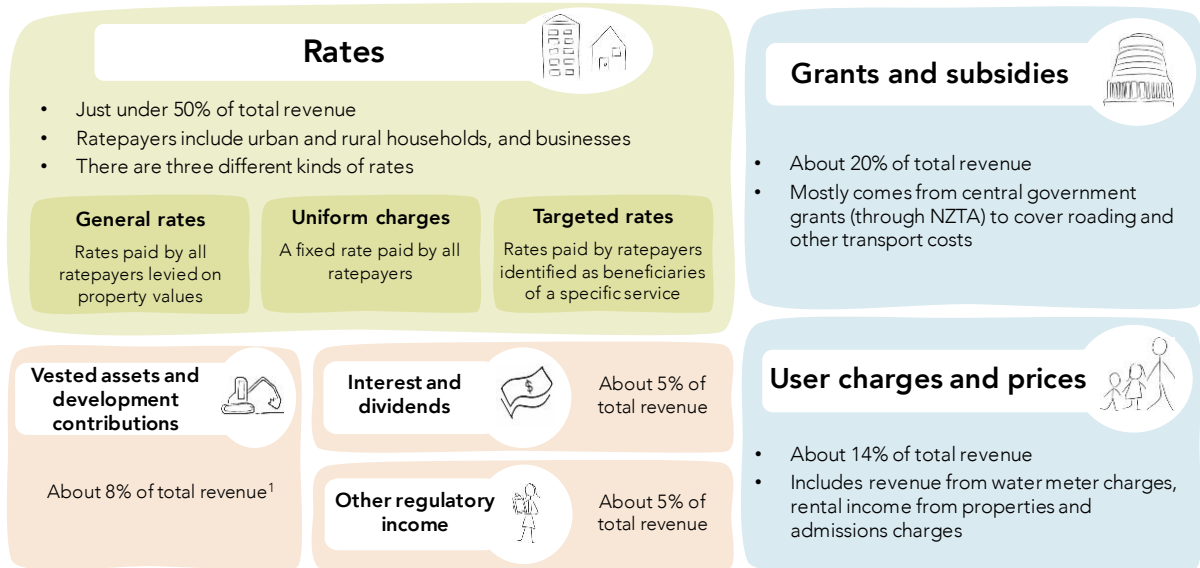 Rates
• Just under 50% of total revenue
• Ratepayers include urban and rural households, and businesses
• There are three different kinds of rates
General rates
Rates paid by all
ratepayers levied on
property values
Uniform charges
A fixed rate paid by all
ratepayers
Targeted rates
Rates paid by ratepayers
identified as beneficiaries
of a specific service
Grants and subsidies
• About 20% of total revenue
• Mostly comes from central government
grants (through NZTA) to cover roading and
other transport costs
Vested assets and
development
contributions
About 8% of total revenue¹
Interest and
dividends
$
About 5% of
total revenue
Other regulatory
income
About 5% of
total revenue
User charges and prices
• About 14% of total revenue
• Includes revenue from water meter charges,
rental income from properties and
admissions charges